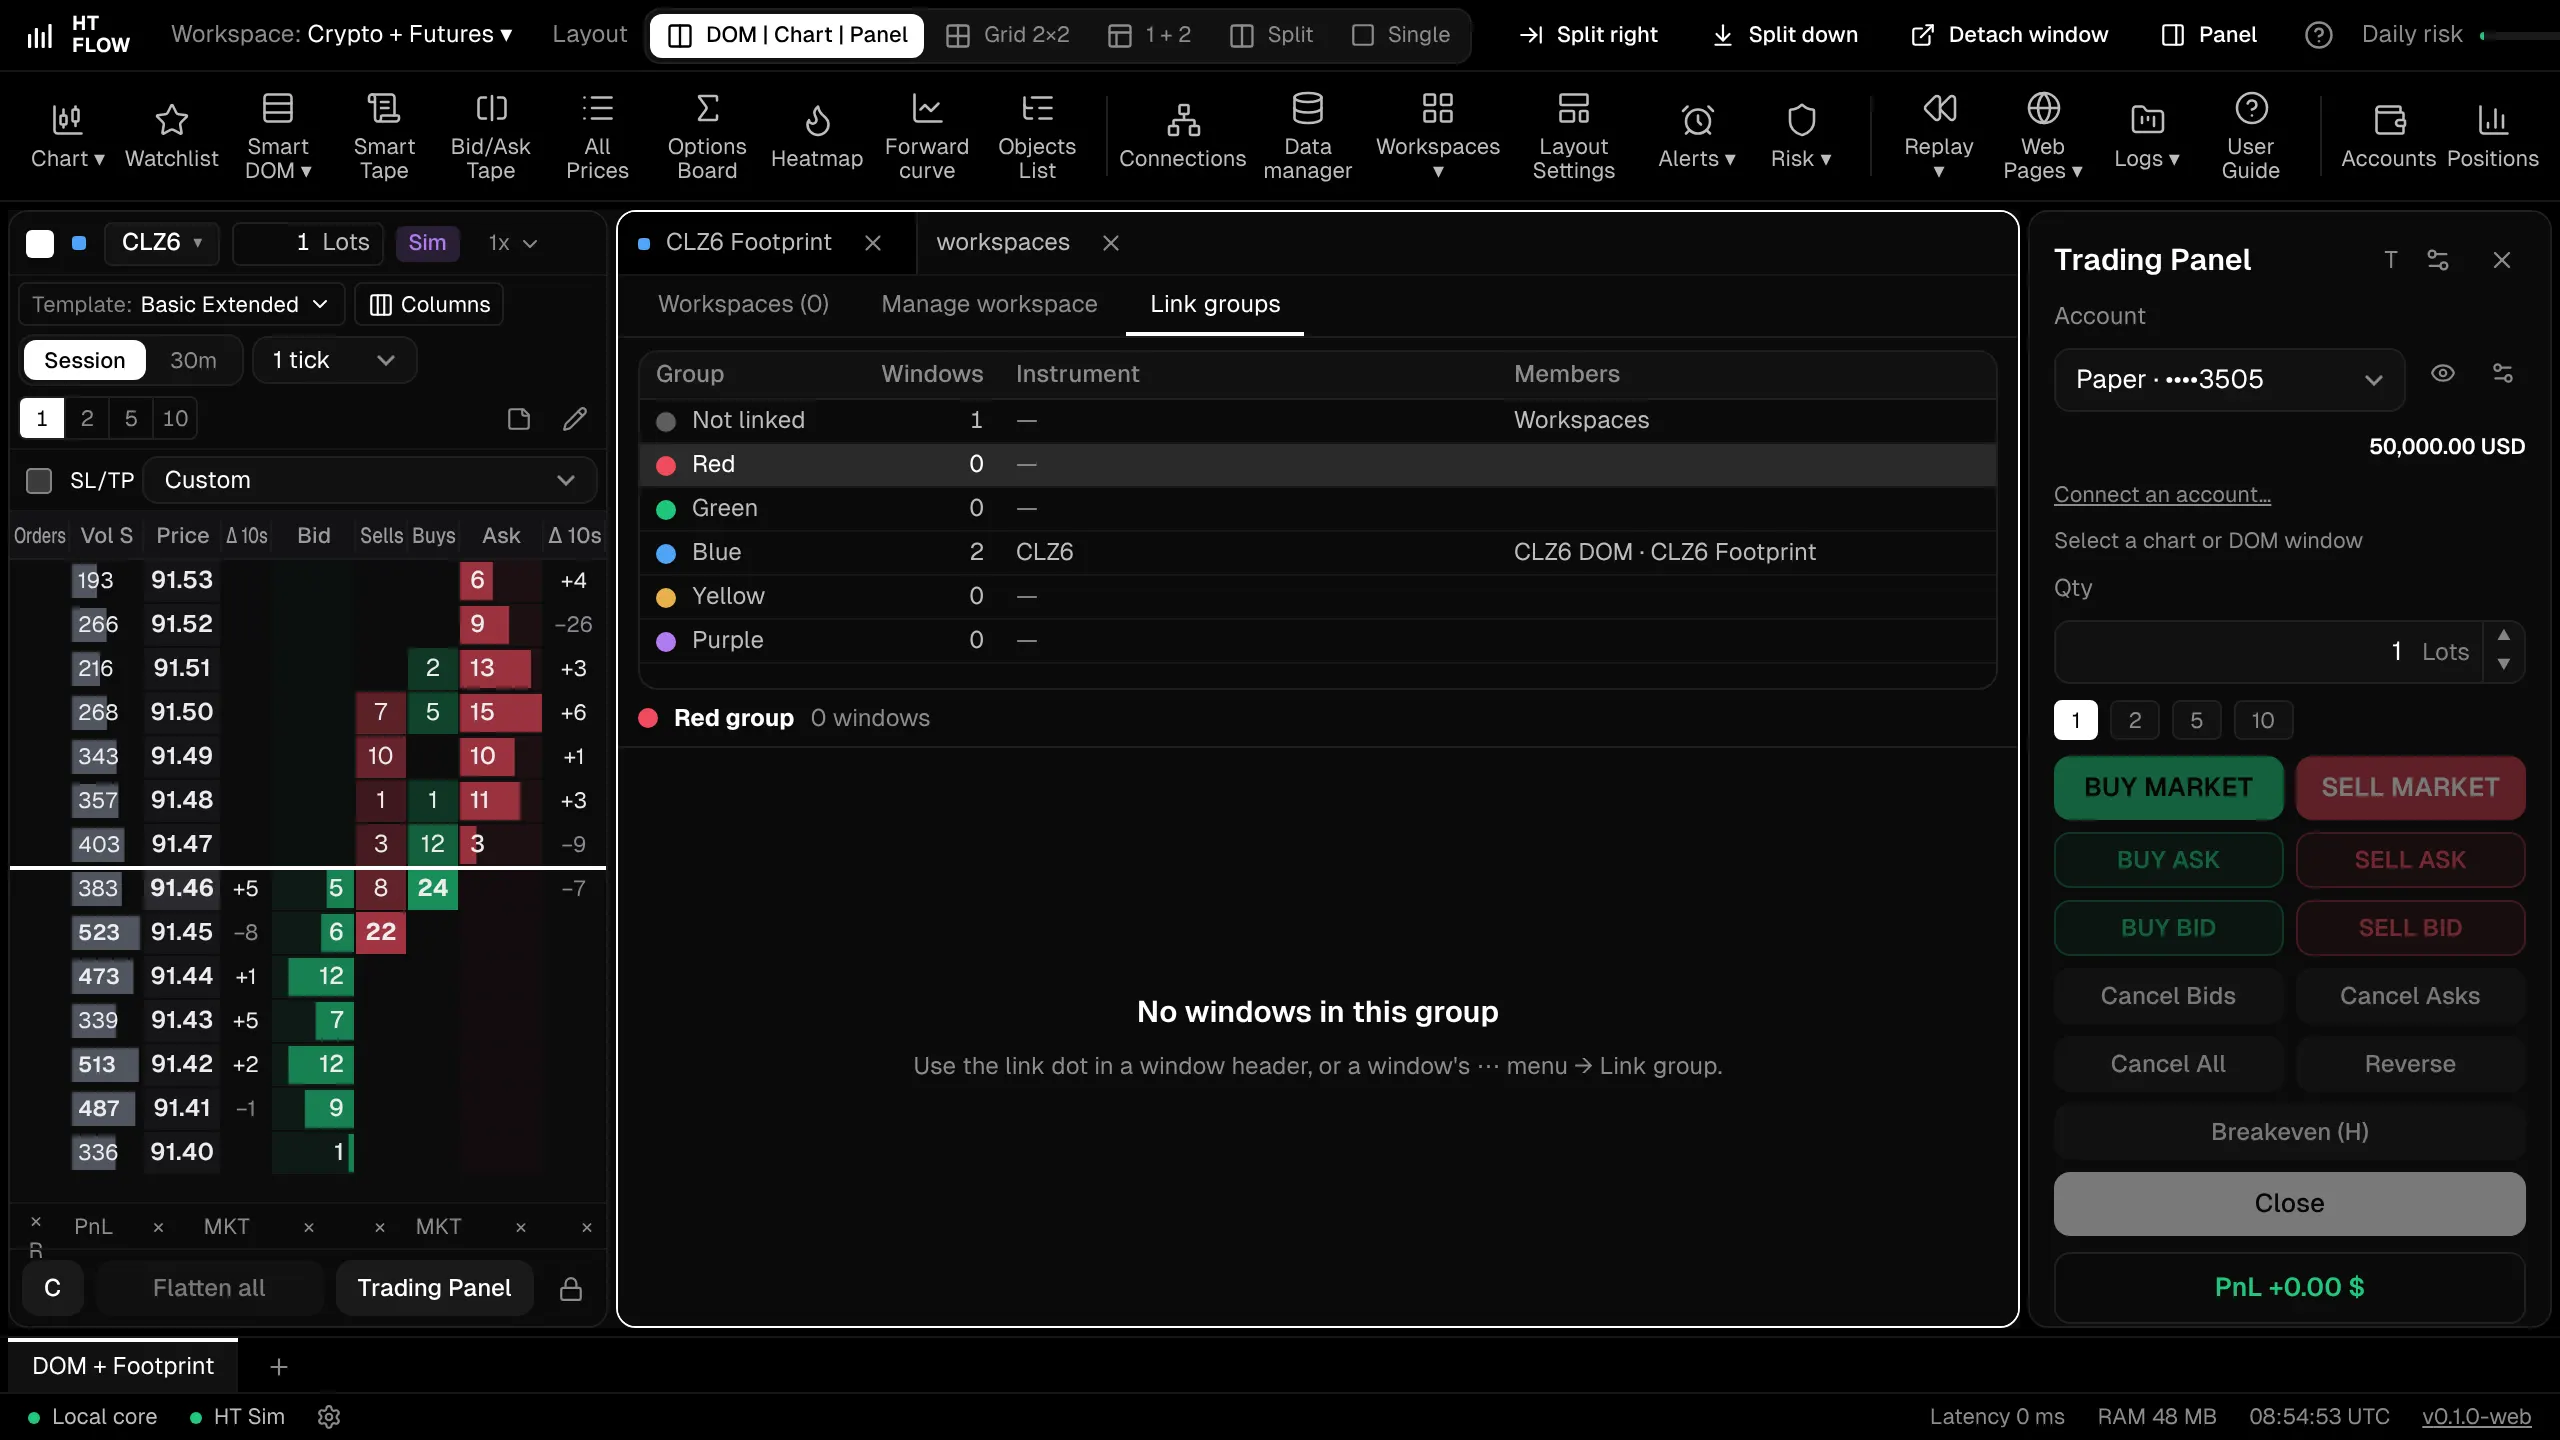 HT FLOW
Workspace: Crypto + Futures ▾ Layout DOM | Chart | Panel Grid 2×2 1 + 2 Split Single Split right Split down Detach window Panel Daily risk
Chart ▾ Watchlist Smart DOM ▾ Smart Tape Bid/Ask Tape All Prices Options Board Heatmap Forward curve Objects List Connections Data manager Workspaces ▾ Layout Settings Alerts ▾ Risk ▾ Replay ▾ Web Pages ▾ Logs ▾ User Guide Accounts Positions
CLZ6 ▾ 1 Lots Sim 1x
Template: Basic Extended Columns
Session 30m 1 tick
1 2 5 10
SL/TP Custom
Orders Vol S Price Δ 10s Bid Sells Buys Ask Δ 10s
193 91.53 6 +4
266 91.52 9 −26
216 91.51 2 13 +3
268 91.50 7 5 15 +6
343 91.49 10 10 +1
357 91.48 1 1 11 +3
403 91.47 3 12 3 −9
383 91.46 +5 5 8 24 −7
523 91.45 −8 6 22
473 91.44 +1 12
339 91.43 +5 7
513 91.42 +2 12
487 91.41 −1 9
336 91.40 1
× PnL × MKT × × MKT × ×
R
C Flatten all Trading Panel
CLZ6 Footprint × workspaces ×
Workspaces (0) Manage workspace Link groups
Group Windows Instrument Members
Not linked 1 — Workspaces
Red 0 —
Green 0 —
Blue 2 CLZ6 CLZ6 DOM · CLZ6 Footprint
Yellow 0 —
Purple 0 —
Red group 0 windows
No windows in this group
Use the link dot in a window header, or a window's ··· menu → Link group.
Trading Panel T ×
Account
Paper · ••••3505
50,000.00 USD
Connect an account...
Select a chart or DOM window
Qty
1 Lots
1 2 5 10
BUY MARKET SELL MARKET
BUY ASK SELL ASK
BUY BID SELL BID
Cancel Bids Cancel Asks
Cancel All Reverse
Breakeven (H)
Close
PnL +0.00 $
DOM + Footprint +
Local core HT Sim Latency 0 ms RAM 48 MB 08:54:53 UTC v0.1.0-web